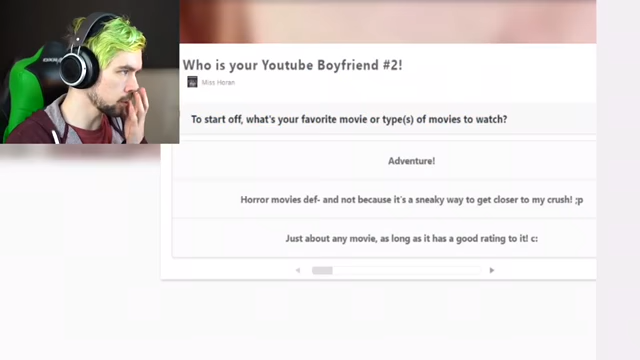 Who is your Youtube Boyfriend #2!
Miss Horan
To start off, what's your favorite movie or type(s) of movies to watch?
Adventure!
Horror movies def- and not because it's a sneaky way to get closer to my crush! ;p
Just about any movie, as long as it has a good rating to it! c: